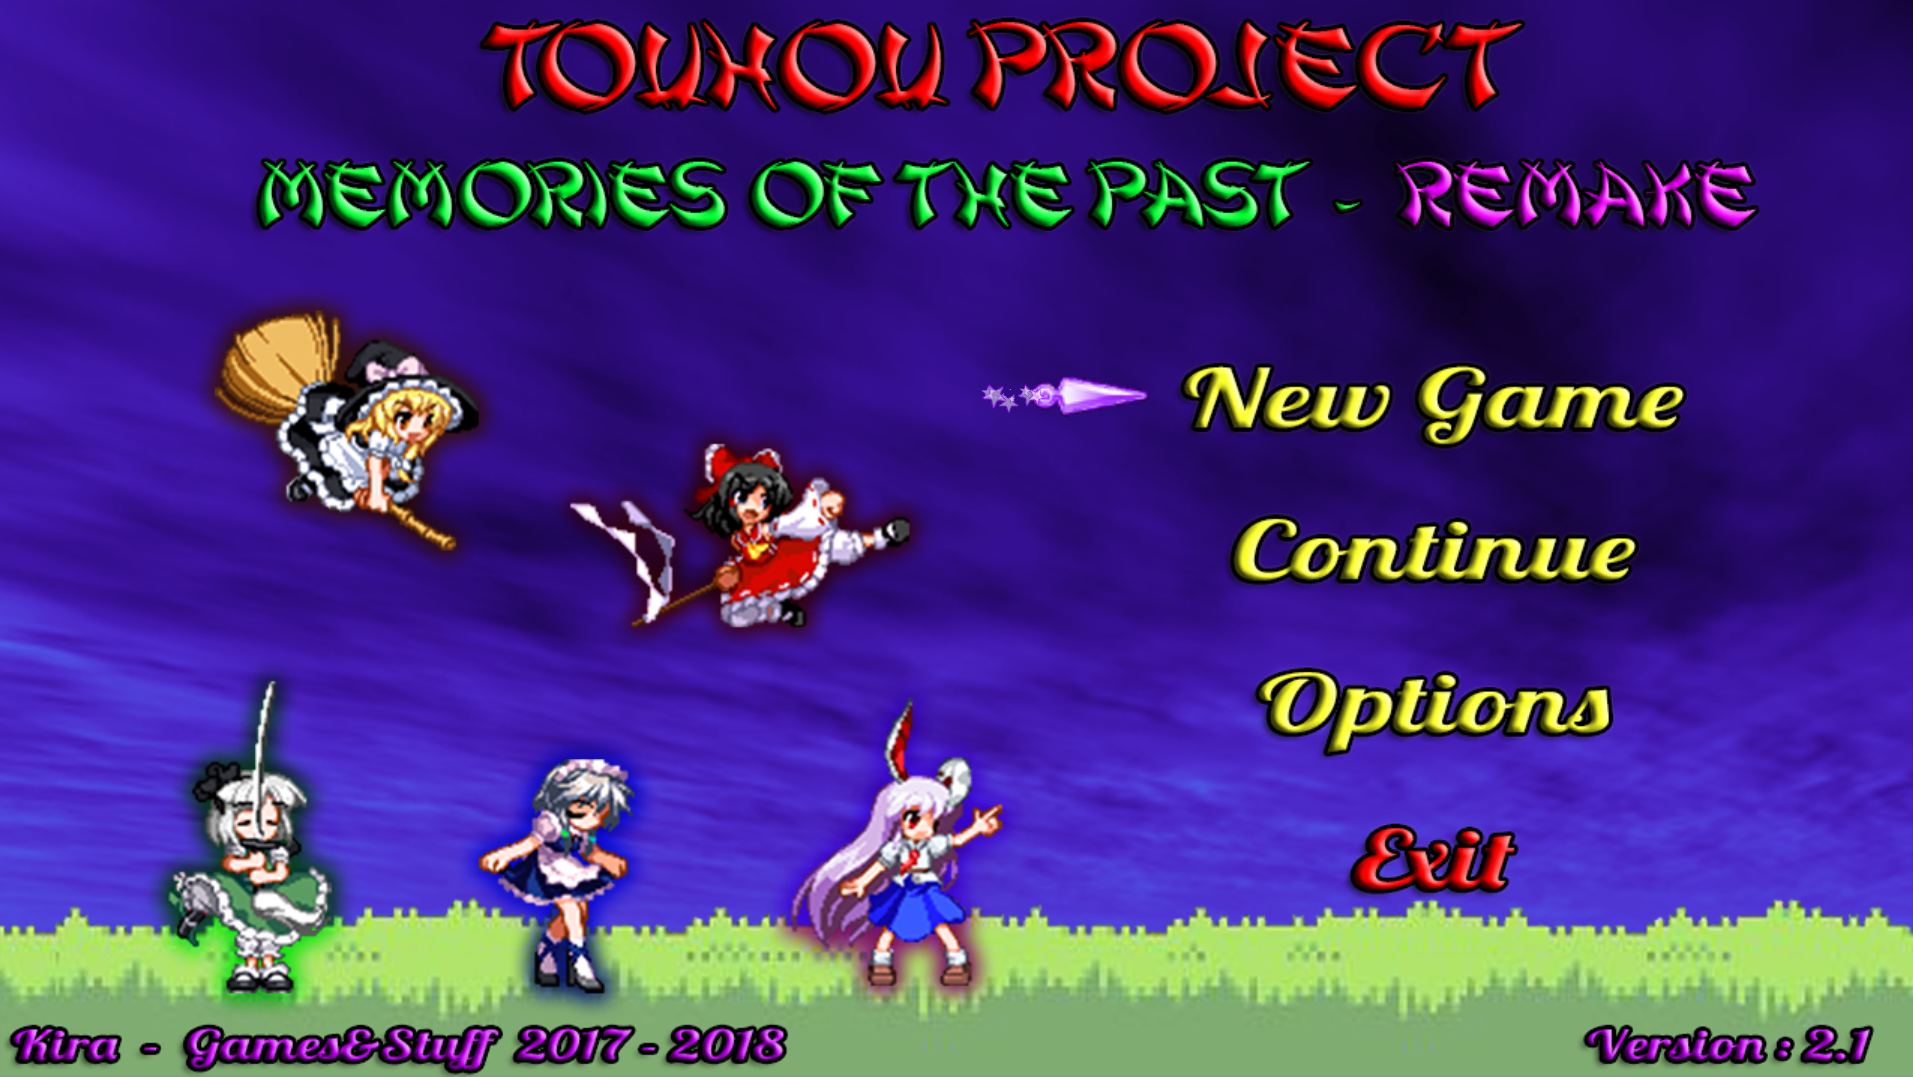 TOUHOU PROJECT
MEMORIES OF THE PAST - REMAKE
New Game
Continue
Options
Exit
Kira - Games&Stuff 2017 - 2018
Version : 2.1